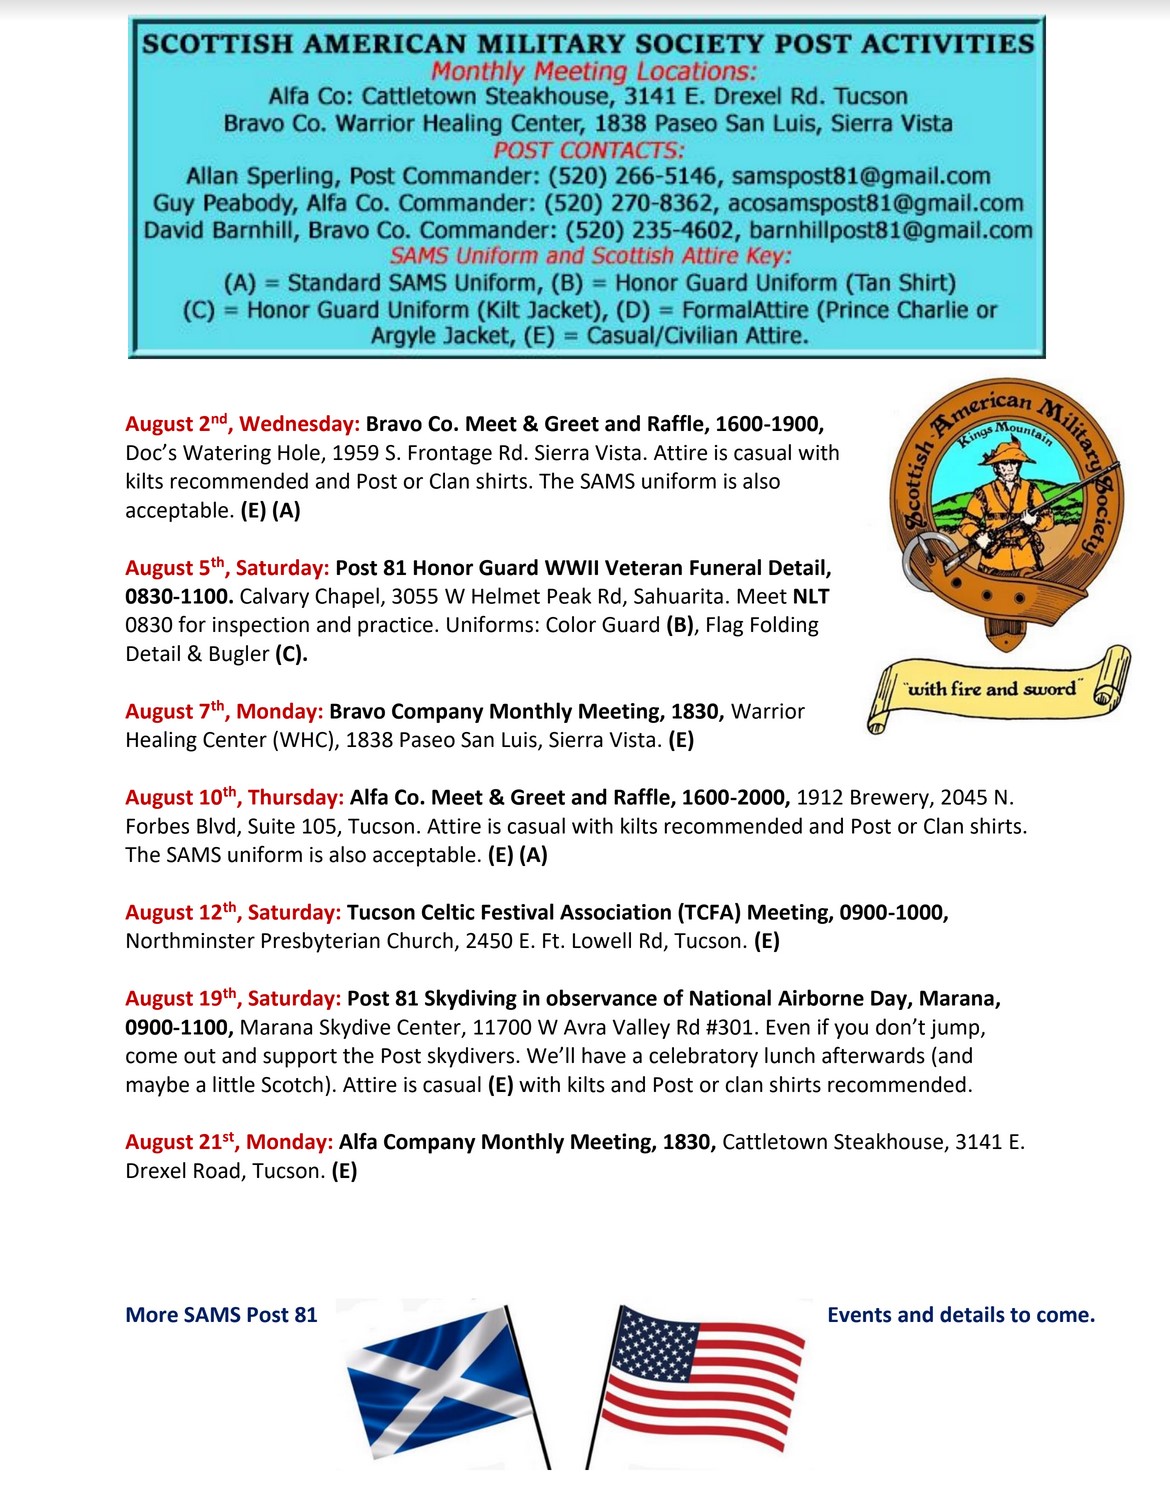 SCOTTISH AMERICAN MILITARY SOCIETY POST ACTIVITIES
Monthly Meeting Locations:
Alfa Co: Cattletown Steakhouse, 3141 E. Drexel Rd. Tucson
Bravo Co. Warrior Healing Center, 1838 Paseo San Luis, Sierra Vista
POST CONTACTS:
Allan Sperling, Post Commander: (520) 266-5146, samspost81@gmail.com
Guy Peabody, Alfa Co. Commander: (520) 270-8362, acosamspost81@gmail.com
David Barnhill, Bravo Co. Commander: (520) 235-4602, barnhillpost81@gmail.com
SAMS Uniform and Scottish Attire Key:
(A) = Standard SAMS Uniform, (B) = Honor Guard Uniform (Tan Shirt)
(C) = Honor Guard Uniform (Kilt Jacket), (D) = FormalAttire (Prince Charlie or
Argyle Jacket, (E) = Casual/Civilian Attire.
August 2nd, Wednesday: Bravo Co. Meet & Greet and Raffle, 1600-1900,
Doc's Watering Hole, 1959 S. Frontage Rd. Sierra Vista. Attire is casual with
kilts recommended and Post or Clan shirts. The SAMS uniform is also
acceptable. (E) (A)
Scottish American Military Society
Kings Mountain
"with fire and sword"
August 5th, Saturday: Post 81 Honor Guard WWII Veteran Funeral Detail,
0830-1100. Calvary Chapel, 3055 W Helmet Peak Rd, Sahuarita. Meet NLT
0830 for inspection and practice. Uniforms: Color Guard (B), Flag Folding
Detail & Bugler (C).
August 7th, Monday: Bravo Company Monthly Meeting, 1830, Warrior
Healing Center (WHC), 1838 Paseo San Luis, Sierra Vista. (E)
August 10th, Thursday: Alfa Co. Meet & Greet and Raffle, 1600-2000, 1912 Brewery, 2045 N.
Forbes Blvd, Suite 105, Tucson. Attire is casual with kilts recommended and Post or Clan shirts.
The SAMS uniform is also acceptable. (E) (A)
August 12th, Saturday: Tucson Celtic Festival Association (TCFA) Meeting, 0900-1000,
Northminster Presbyterian Church, 2450 E. Ft. Lowell Rd, Tucson. (E)
August 19th, Saturday: Post 81 Skydiving in observance of National Airborne Day, Marana,
0900-1100, Marana Skydive Center, 11700 W Avra Valley Rd #301. Even if you don't jump,
come out and support the Post skydivers. We'll have a celebratory lunch afterwards (and
maybe a little Scotch). Attire is casual (E) with kilts and Post or clan shirts recommended.
August 21st, Monday: Alfa Company Monthly Meeting, 1830, Cattletown Steakhouse, 3141 E.
Drexel Road, Tucson. (E)
More SAMS Post 81 Events and details to come.